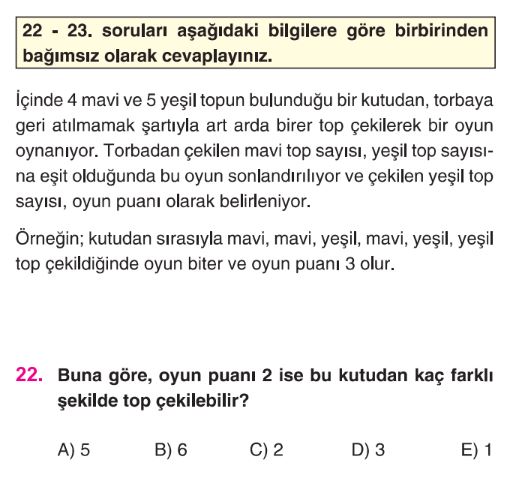 22 - 23. soruları aşağıdaki bilgilere göre birbirinden
bağımsız olarak cevaplayınız.
İçinde 4 mavi ve 5 yeşil topun bulunduğu bir kutudan, torbaya
geri atılmamak şartıyla art arda birer top çekilerek bir oyun
oynanıyor. Torbadan çekilen mavi top sayısı, yeşil top sayısı-
na eşit olduğunda bu oyun sonlandırılıyor ve çekilen yeşil top
sayısı, oyun puanı olarak belirleniyor.
Örneğin; kutudan sırasıyla mavi, mavi, yeşil, mavi, yeşil, yeşil
top çekildiğinde oyun biter ve oyun puanı 3 olur.
22. Buna göre, oyun puanı 2 ise bu kutudan kaç farklı
şekilde top çekilebilir?
A) 5 B) 6 C) 2 D) 3 E) 1